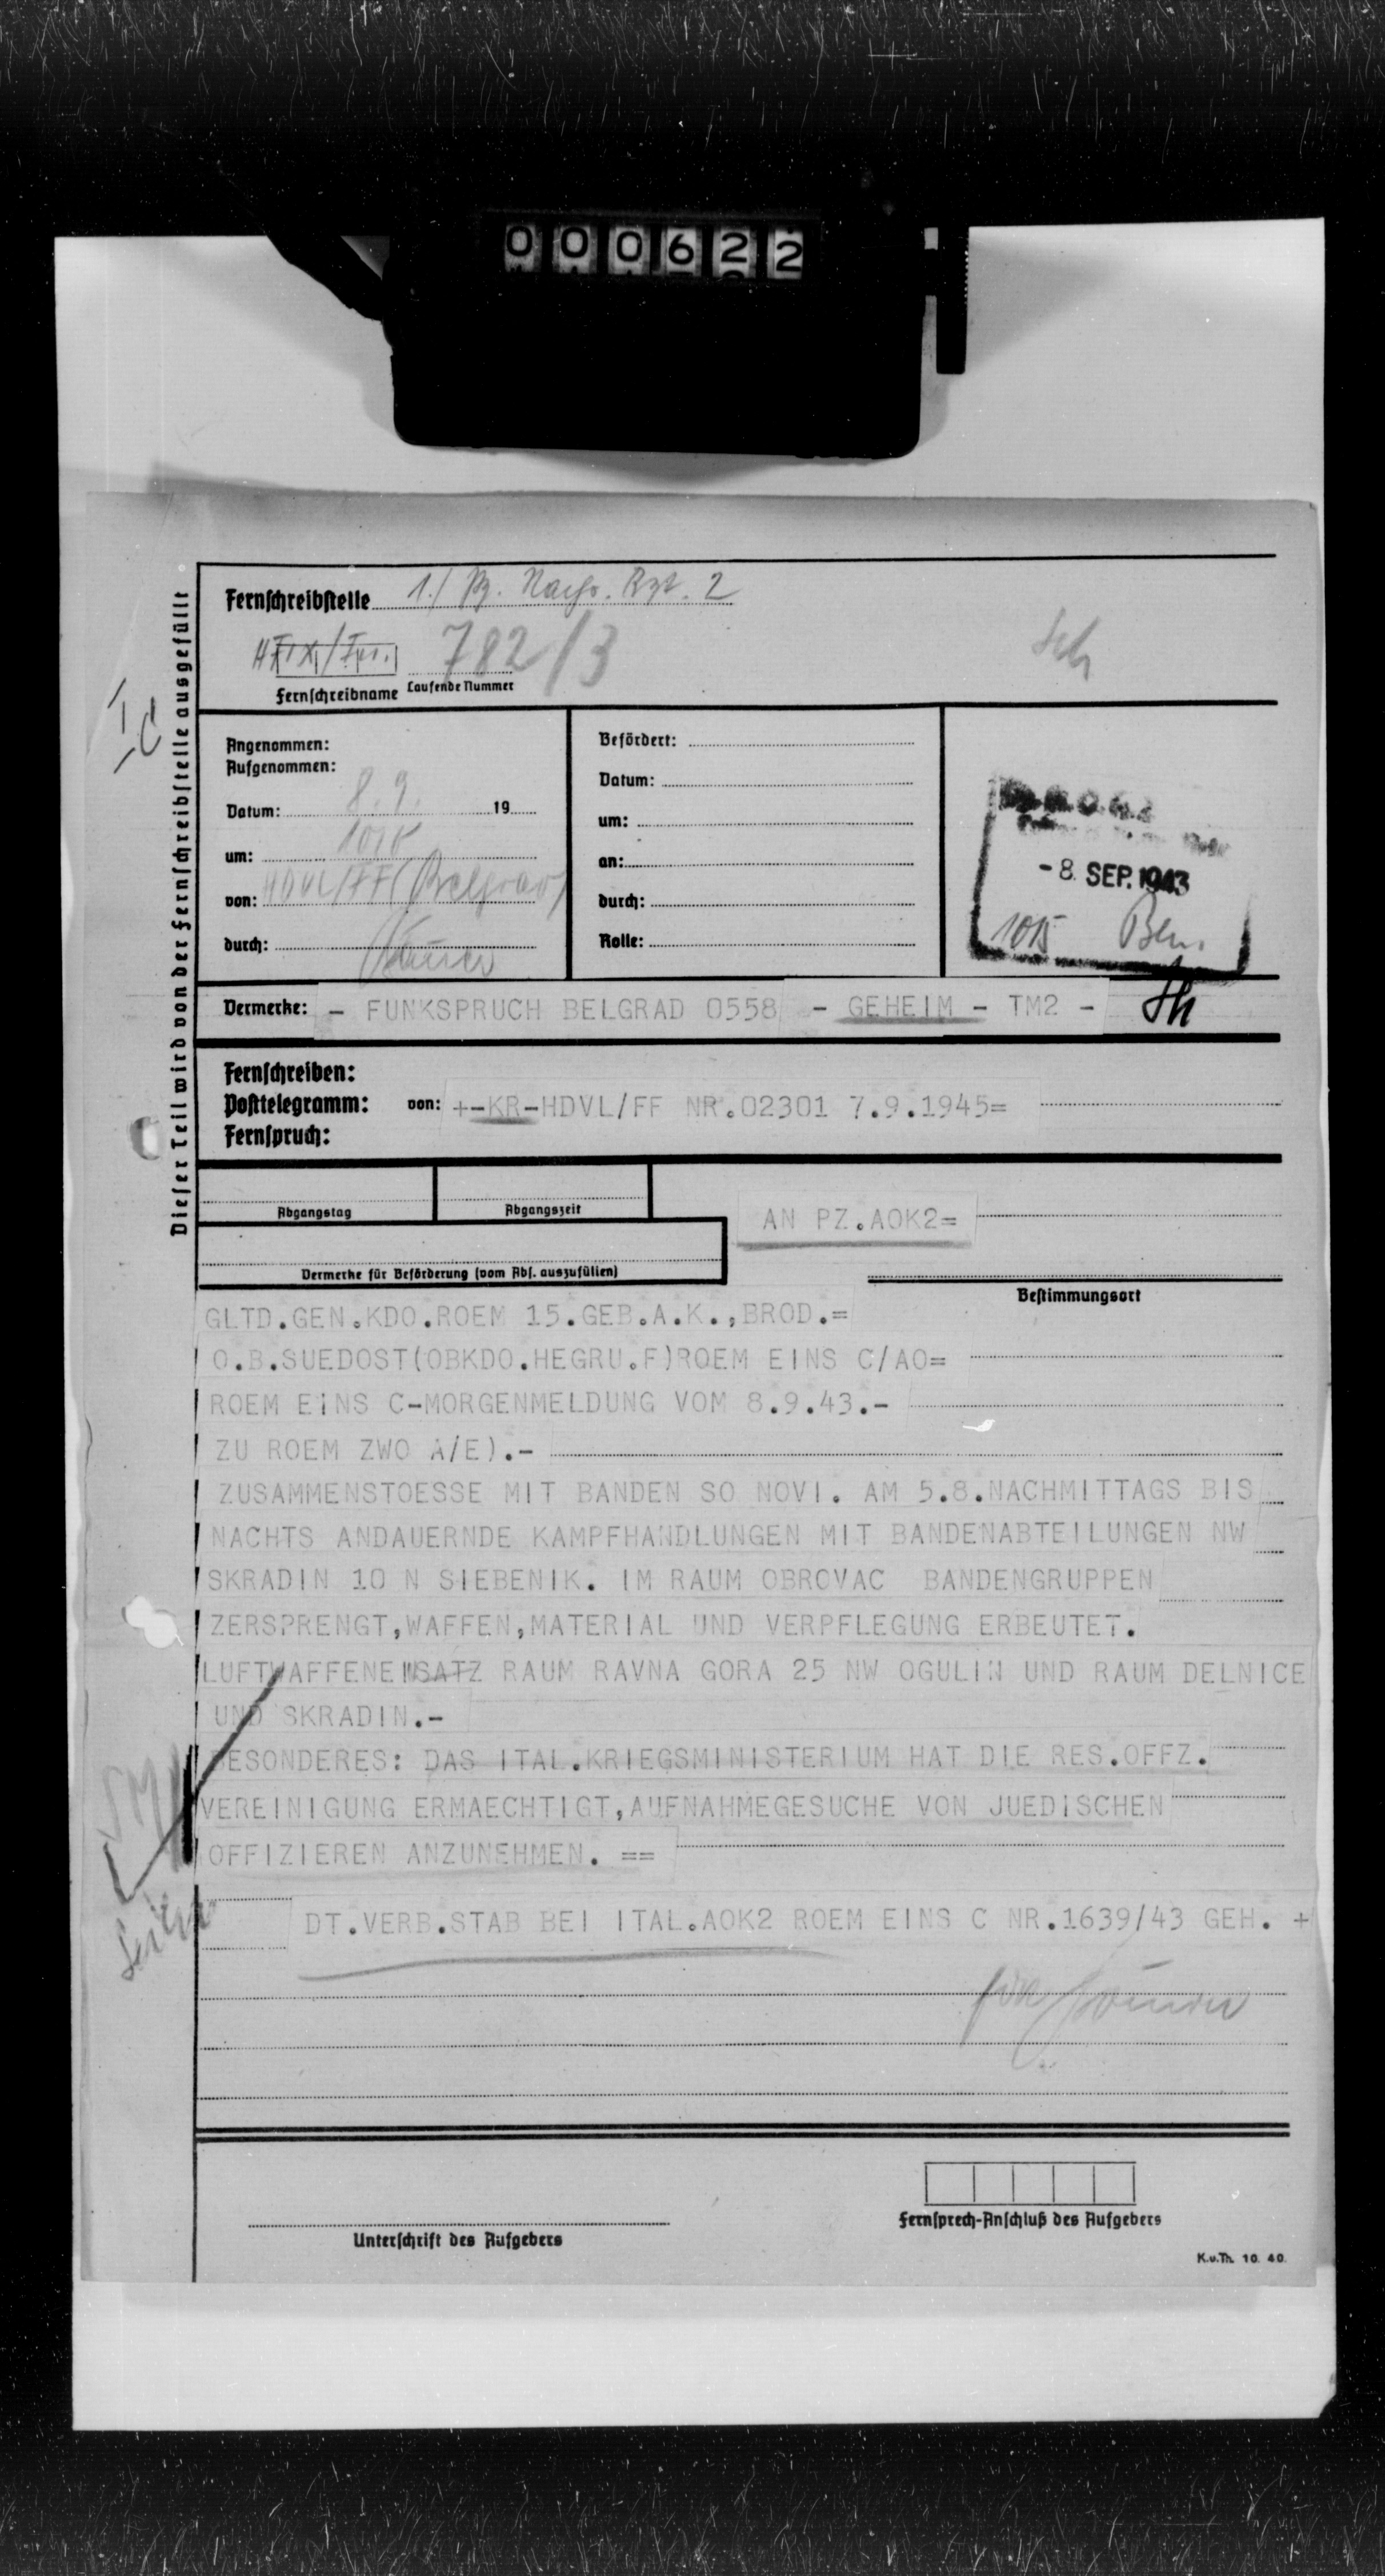 000622
Dieser Teil wird von der Fernschreibstelle ausgefüllt
Fernschreibstelle 1./ Pz. Nachr. Rgt. 2
782/3
Fernschreibname Laufende Nummer
I c
Angenommen:
Aufgenommen:
Datum: 8.9. 19
um: 1015
von: HDVL/FF (Belgrad)
durch:
Befördert:
Datum:
um:
an:
durch:
Rolle:
- 8. SEP. 1943
1015
Vermerke: - FUNKSPRUCH BELGRAD 0558 - GEHEIM - TM2 -
Fernschreiben:
Posttelegramm: von: +-KR-HDVL/FF NR.02301 7.9.1945=
Fernspruch:
Abgangstag
Abgangszeit
AN PZ.AOK2=
Vermerke für Beförderung (vom Abs. auszufüllen)
Bestimmungsort
GLTD.GEN.KDO.ROEM 15.GEB.A.K.,BROD.=
O.B.SUEDOST(OBKDO.HEGRU.F)ROEM EINS C/AO=
ROEM EINS C-MORGENMELDUNG VOM 8.9.43.-
ZU ROEM ZWO A/E).-
ZUSAMMENSTOESSE MIT BANDEN SO NOVI. AM 5.8.NACHMITTAGS BIS
NACHTS ANDAUERNDE KAMPFHANDLUNGEN MIT BANDENABTEILUNGEN NW
SKRADIN 10 N SIEBENIK. IM RAUM OBROVAC BANDENGRUPPEN
ZERSPRENGT,WAFFEN,MATERIAL UND VERPFLEGUNG ERBEUTET.
LUFTWAFFENEINSATZ RAUM RAVNA GORA 25 NW OGULIN UND RAUM DELNICE
UND SKRADIN.-
BESONDERES: DAS ITAL.KRIEGSMINISTERIUM HAT DIE RES.OFFZ.
VEREINIGUNG ERMAECHTIGT,AUFNAHMEGESUCHE VON JUEDISCHEN
OFFIZIEREN ANZUNEHMEN. ==
DT.VERB.STAB BEI ITAL.AOK2 ROEM EINS C NR.1639/43 GEH. +
Unterschrift des Aufgebers
Fernsprech-Anschluß des Aufgebers
K.u.Th. 10. 40.